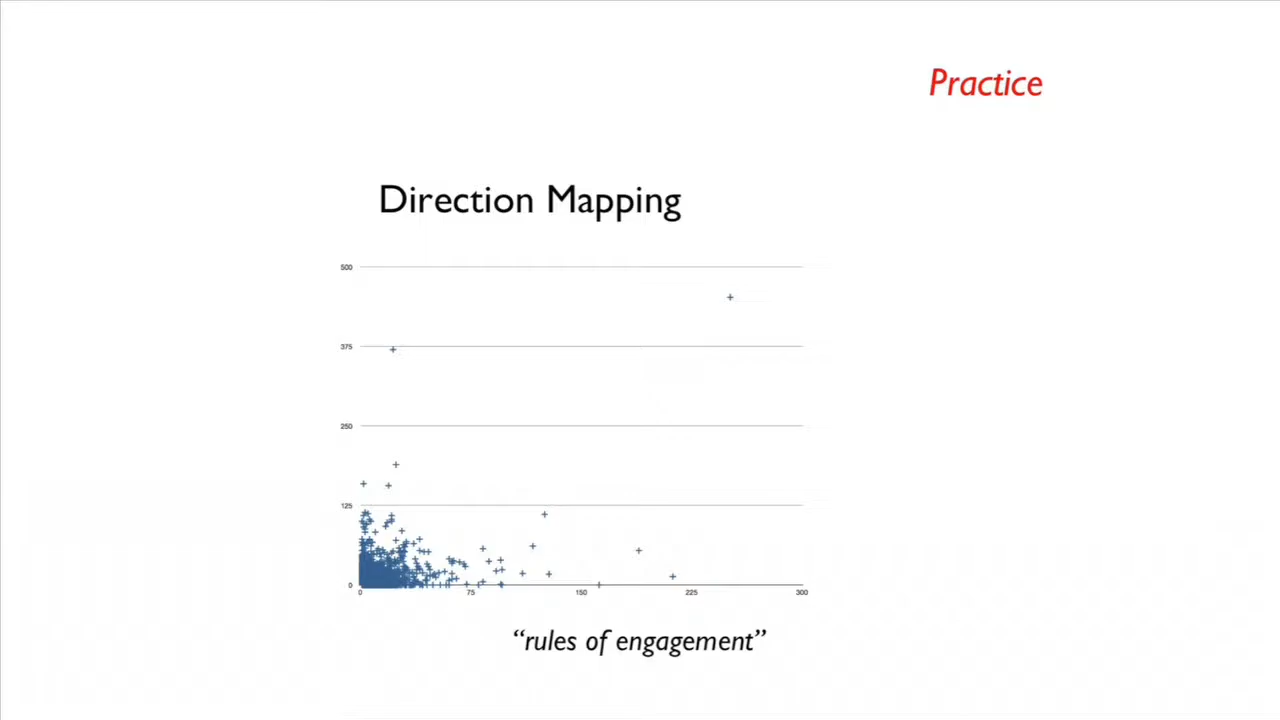 Practice
Direction Mapping
500
375
250
125
0
0 75 150 225 300
“rules of engagement”